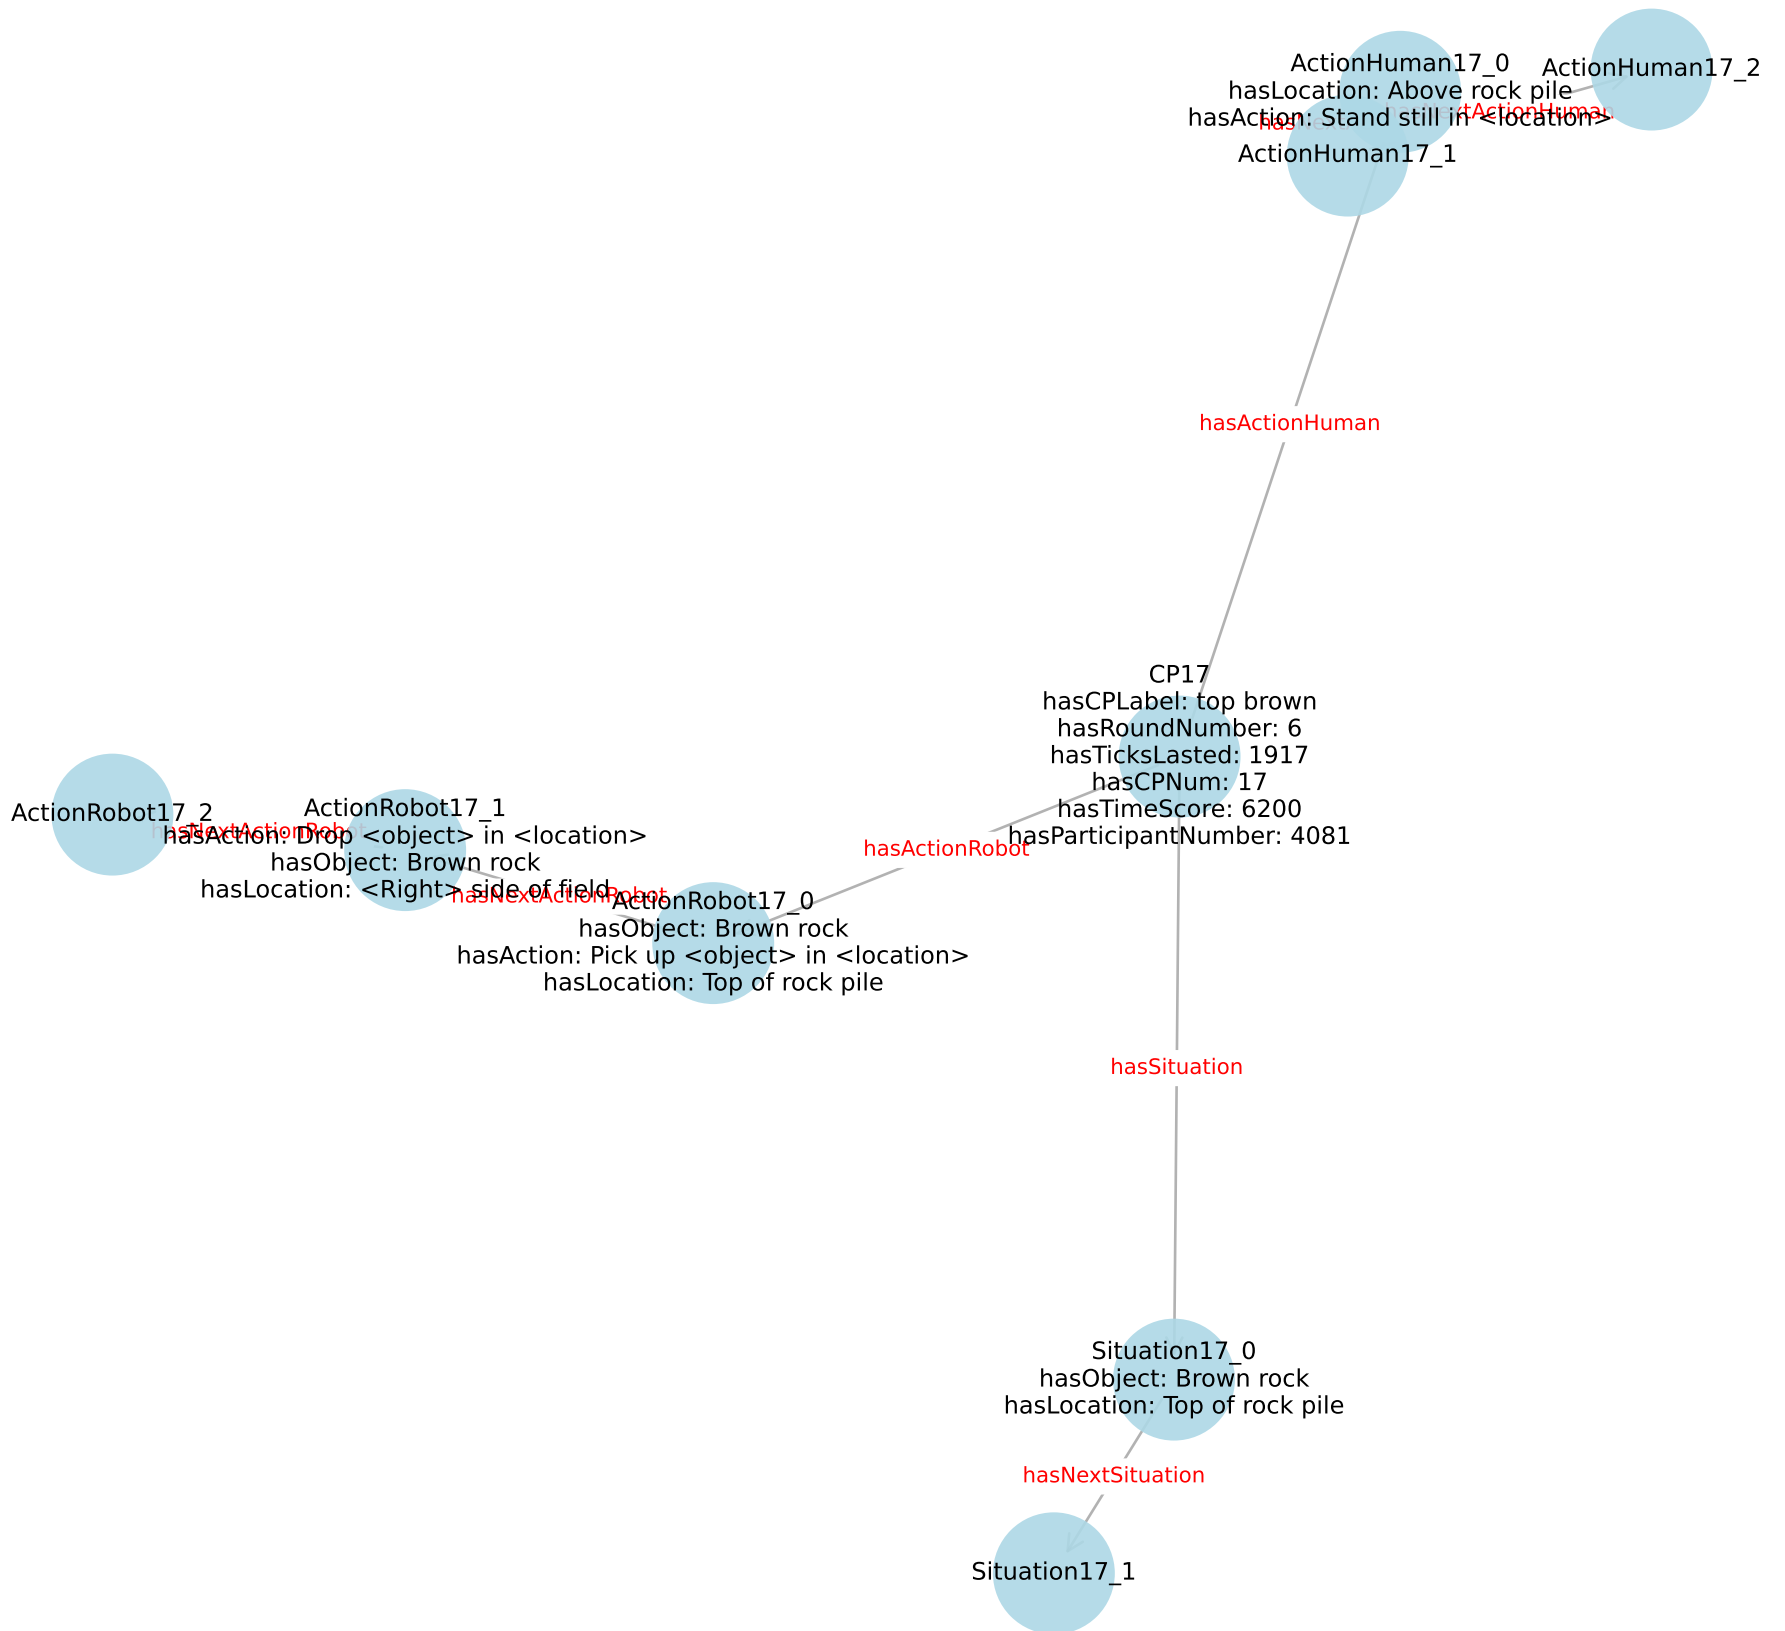 ActionHuman17_0
hasLocation: Above rock pile
hasAction: Stand still in <location>
ActionHuman17_2
hasNextActionHuman
ActionHuman17_1
hasActionHuman
CP17
hasCPLabel: top brown
hasRoundNumber: 6
hasTicksLasted: 1917
hasCPNum: 17
hasTimeScore: 6200
hasParticipantNumber: 4081
hasActionRobot
ActionRobot17_2
hasNextActionRobot
ActionRobot17_1
hasAction: Drop <object> in <location>
hasObject: Brown rock
hasLocation: <Right> side of field
hasNextActionRobot
ActionRobot17_0
hasObject: Brown rock
hasAction: Pick up <object> in <location>
hasLocation: Top of rock pile
hasSituation
Situation17_0
hasObject: Brown rock
hasLocation: Top of rock pile
hasNextSituation
Situation17_1